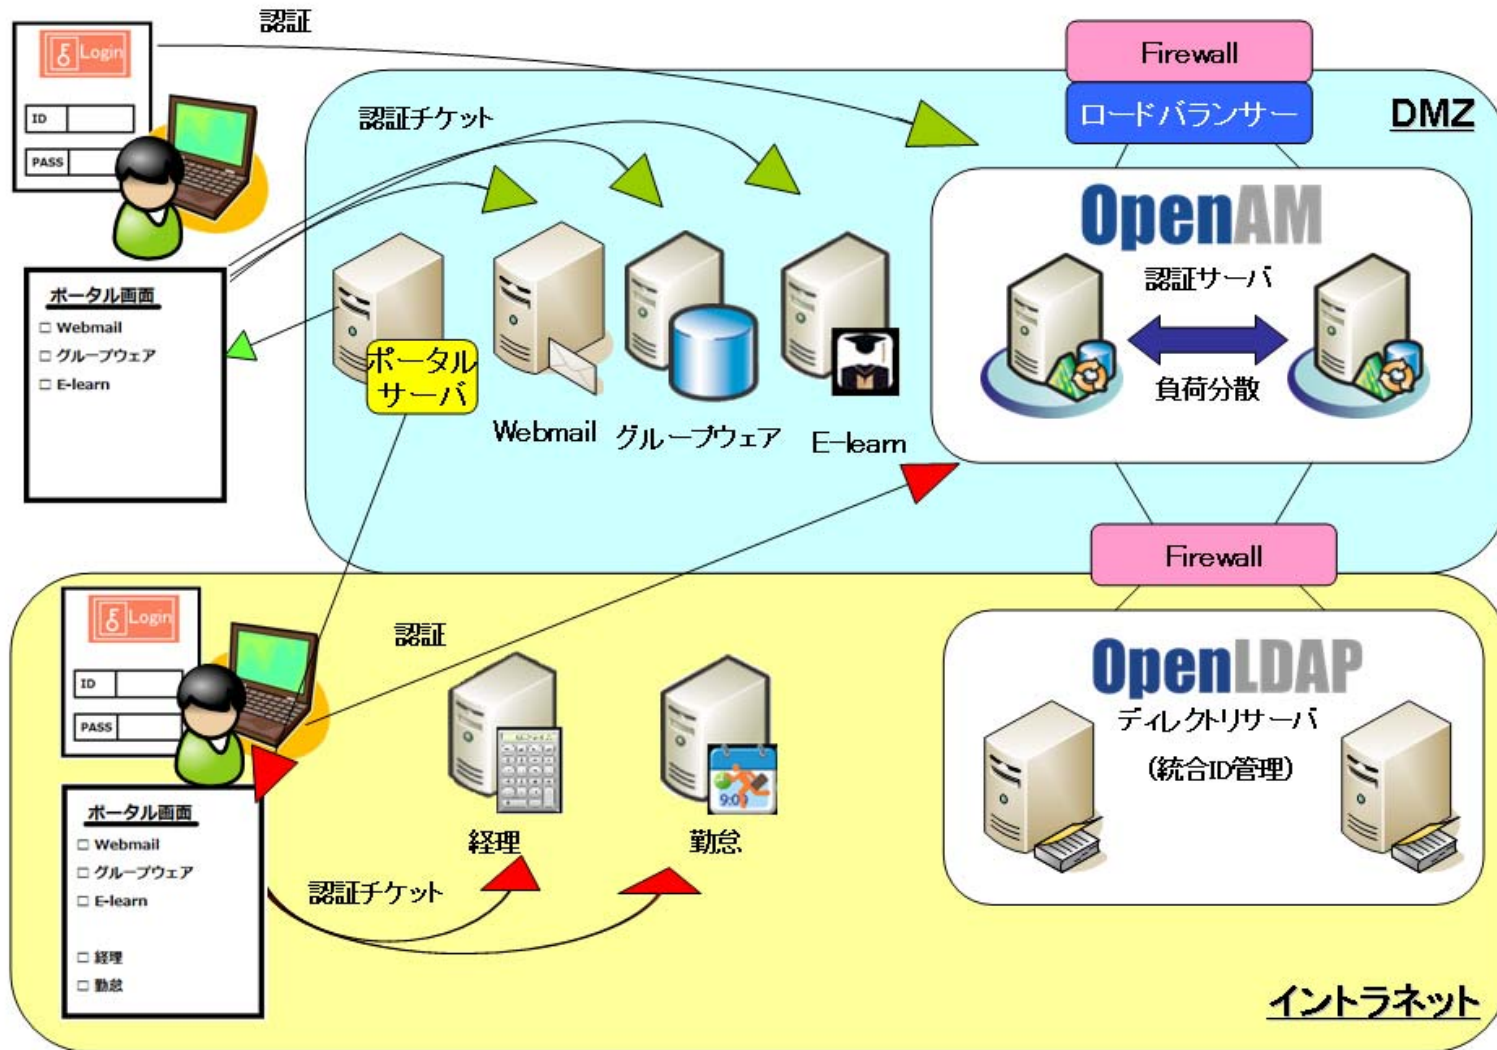 認証
Login
ID
PASS
Firewall
ロードバランサー
DMZ
認証チケット
OpenAM
認証サーバ
負荷分散
ポータル画面
□ Webmail
□ グループウェア
□ E-learn
ポータル
サーバ
Webmail
グループウェア
E-learn
Firewall
Login
ID
PASS
認証
OpenLDAP
ディレクトリサーバ
(統合ID管理)
9:00
経理
勤怠
ポータル画面
□ Webmail
□ グループウェア
□ E-learn
□ 経理
□ 勤怠
認証チケット
イントラネット